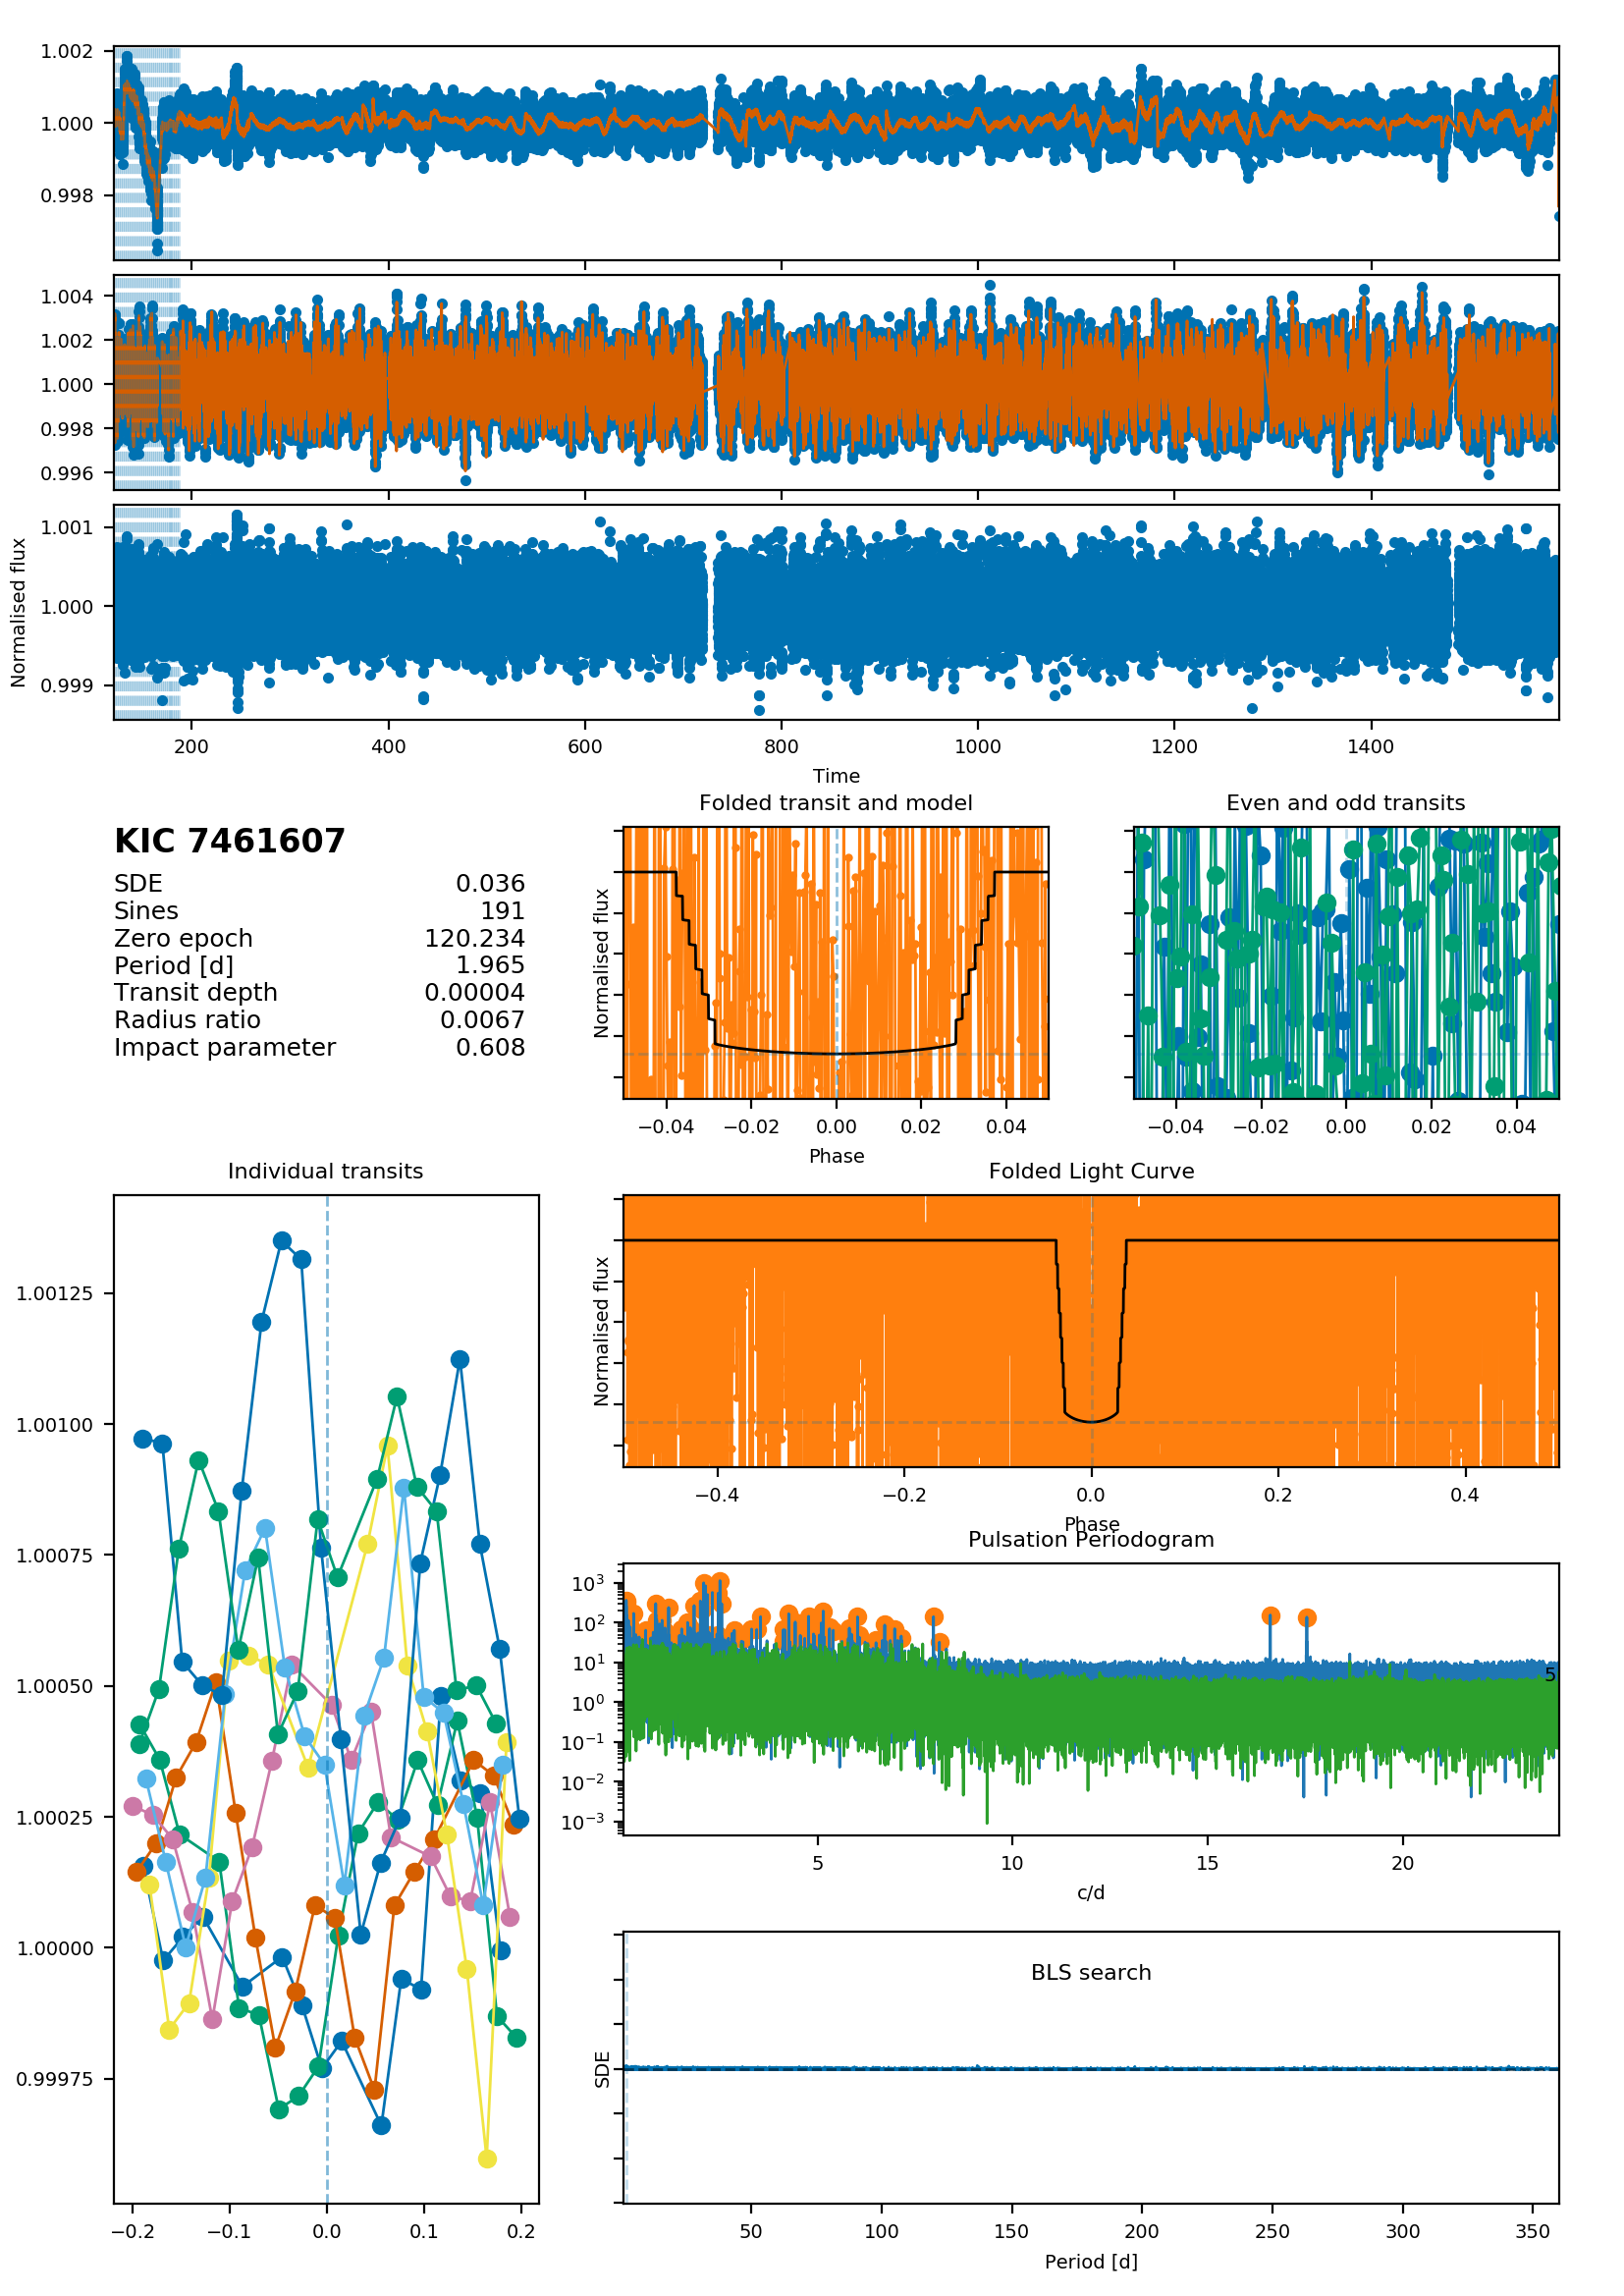 1.002
1.000
0.998
1.004
1.002
1.000
0.998
0.996
1.001
1.000
0.999
Normalised flux
200 400 600 800 1000 1200 1400
Time
KIC 7461607
SDE 0.036
Sines 191
Zero epoch 120.234
Period [d] 1.965
Transit depth 0.00004
Radius ratio 0.0067
Impact parameter 0.608
Folded transit and model
Normalised flux
−0.04 −0.02 0.00 0.02 0.04
Phase
Even and odd transits
−0.04 −0.02 0.00 0.02 0.04
Individual transits
1.00125
1.00100
1.00075
1.00050
1.00025
1.00000
0.99975
−0.2 −0.1 0.0 0.1 0.2
Folded Light Curve
Normalised flux
−0.4 −0.2 0.0 0.2 0.4
Phase
Pulsation Periodogram
10³
10²
10¹
10⁰
10⁻¹
10⁻²
10⁻³
5
5 10 15 20
c/d
BLS search
SDE
50 100 150 200 250 300 350
Period [d]